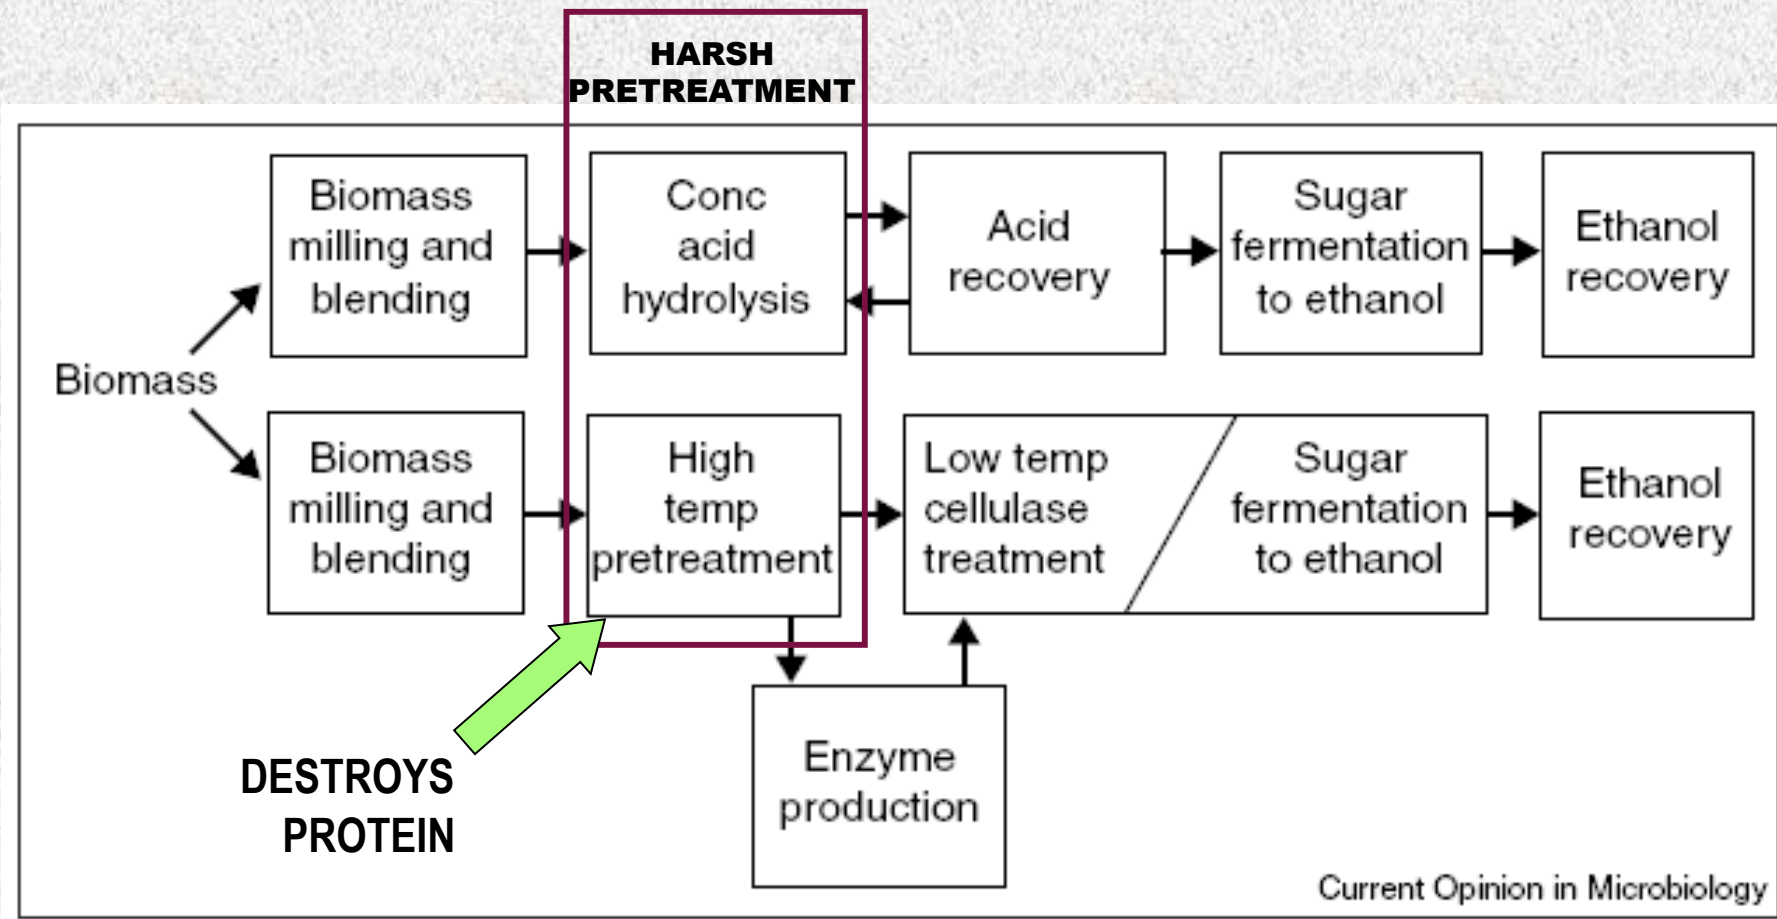 HARSH
PRETREATMENT
Biomass
milling and
blending
Conc
acid
hydrolysis
Acid
recovery
Sugar
fermentation
to ethanol
Ethanol
recovery
Biomass
Biomass
milling and
blending
High
temp
pretreatment
Low temp
cellulase
treatment
Sugar
fermentation
to ethanol
Ethanol
recovery
DESTROYS
PROTEIN
Enzyme
production
Current Opinion in Microbiology